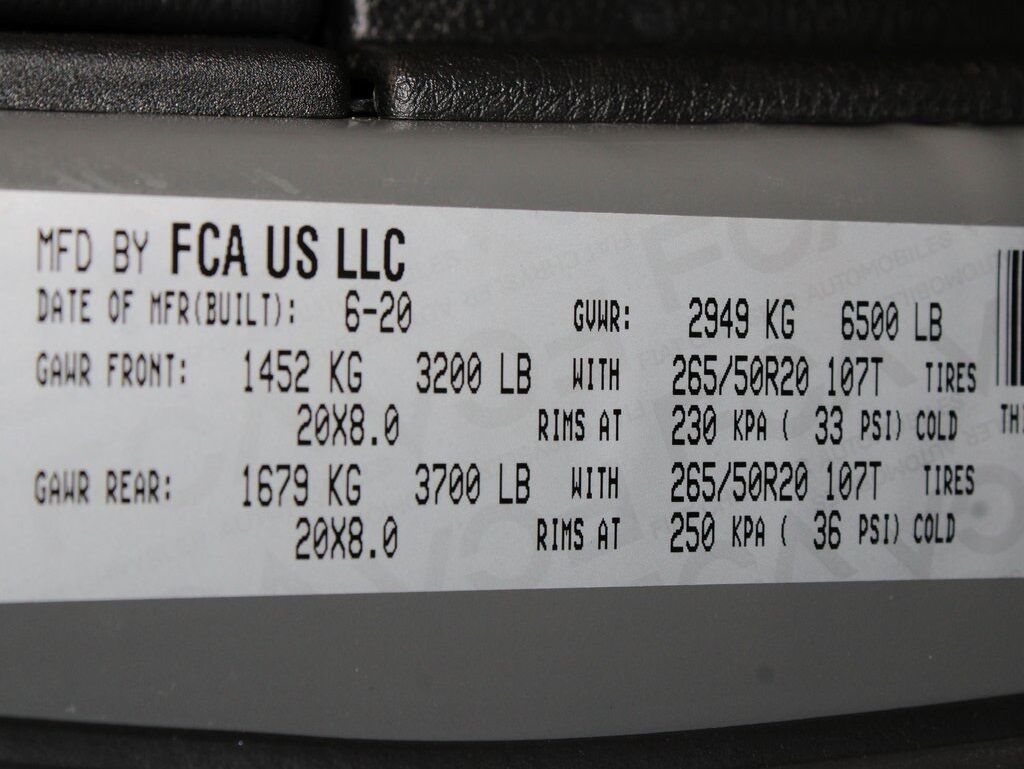 MFD BY FCA US LLC
DATE OF MFR(BUILT): 6-20 GVWR: 2949 KG 6500 LB
GAWR FRONT: 1452 KG 3200 LB WITH 265/50R20 107T TIRES
20X8.0 RIMS AT 230 KPA ( 33 PSI) COLD
GAWR REAR: 1679 KG 3700 LB WITH 265/50R20 107T TIRES
20X8.0 RIMS AT 250 KPA ( 36 PSI) COLD